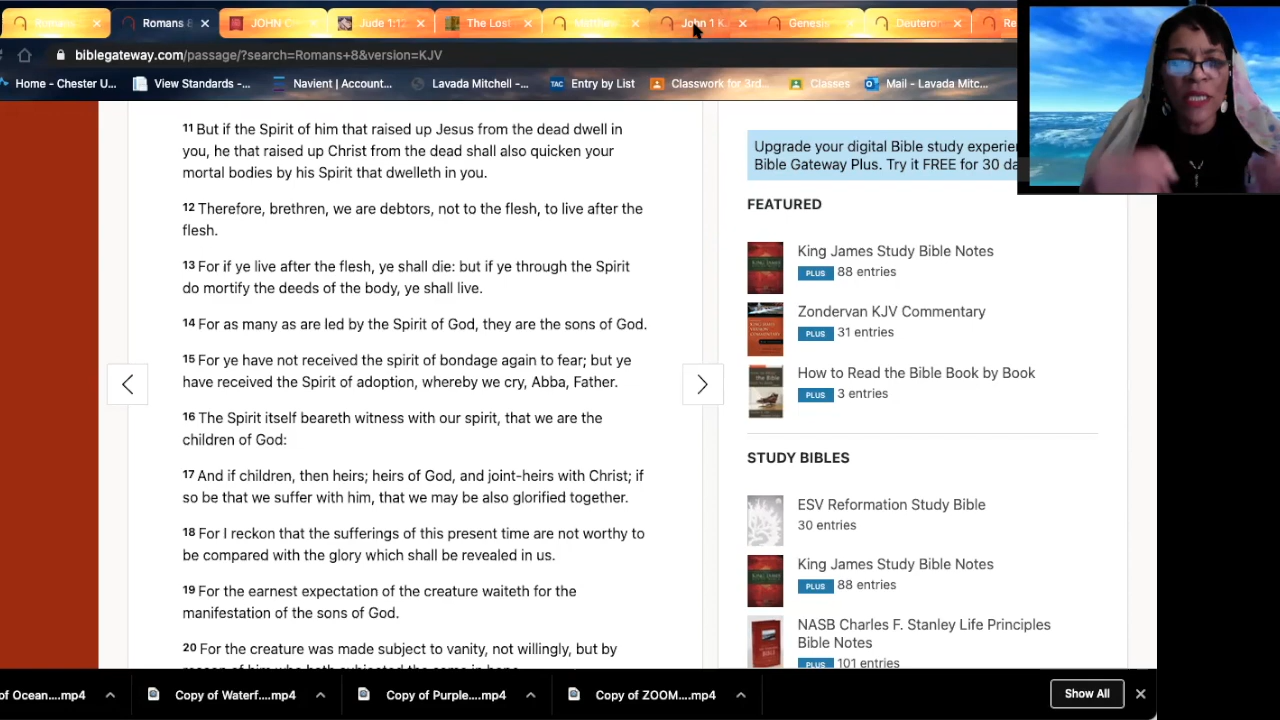 Romans
Romans 8
JOHN C
Jude 1:12
The Lost
Matthew
John 1 K
Genesis
Deuteron
Re
biblegateway.com/passage/?search=Romans+8&version=KJV
Home - Chester U...
View Standards -...
Navient | Account...
Lavada Mitchell -...
TAC Entry by List
Classwork for 3rd...
Classes
Mail - Lavada Mitc...
11 But if the Spirit of him that raised up Jesus from the dead dwell in
you, he that raised up Christ from the dead shall also quicken your
mortal bodies by his Spirit that dwelleth in you.
12 Therefore, brethren, we are debtors, not to the flesh, to live after the
flesh.
13 For if ye live after the flesh, ye shall die: but if ye through the Spirit
do mortify the deeds of the body, ye shall live.
14 For as many as are led by the Spirit of God, they are the sons of God.
15 For ye have not received the spirit of bondage again to fear; but ye
have received the Spirit of adoption, whereby we cry, Abba, Father.
16 The Spirit itself beareth witness with our spirit, that we are the
children of God:
17 And if children, then heirs; heirs of God, and joint-heirs with Christ; if
so be that we suffer with him, that we may be also glorified together.
18 For I reckon that the sufferings of this present time are not worthy to
be compared with the glory which shall be revealed in us.
19 For the earnest expectation of the creature waiteth for the
manifestation of the sons of God.
20 For the creature was made subject to vanity, not willingly, but by
reason of him who hath subjected the same in hope
Upgrade your digital Bible study experien
Bible Gateway Plus. Try it FREE for 30 da
FEATURED
King James Study Bible Notes
PLUS 88 entries
Zondervan KJV Commentary
PLUS 31 entries
How to Read the Bible Book by Book
PLUS 3 entries
STUDY BIBLES
ESV Reformation Study Bible
30 entries
King James Study Bible Notes
PLUS 88 entries
NASB Charles F. Stanley Life Principles
Bible Notes
PLUS 101 entries
of Ocean....mp4
Copy of Waterf....mp4
Copy of Purple....mp4
Copy of ZOOM....mp4
Show All